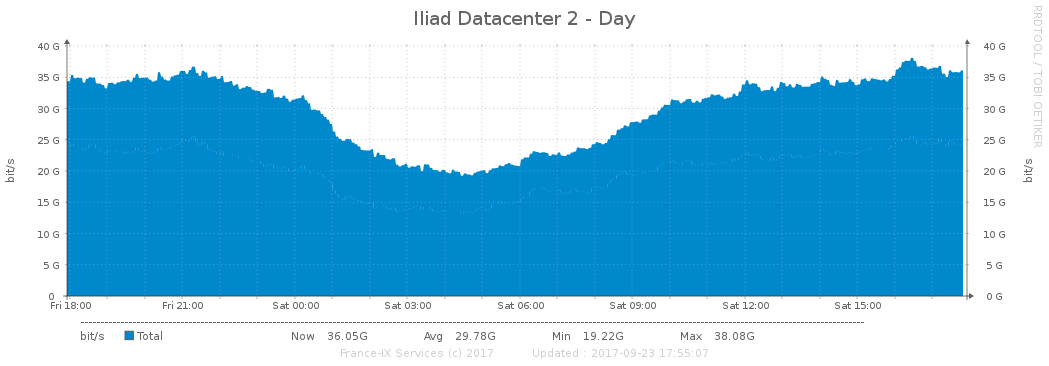 Iliad Datacenter 2 - Day
RRDTOOL / TOBI OETIKER
40 G 40 G
35 G 35 G
30 G 30 G
25 G 25 G
20 G 20 G
15 G 15 G
10 G 10 G
5 G 5 G
0 0 G
bit/s bit/s
Fri 18:00 Fri 21:00 Sat 00:00 Sat 03:00 Sat 06:00 Sat 09:00 Sat 12:00 Sat 15:00
bit/s Total Now 36.05G Avg 29.78G Min 19.22G Max 38.08G
France-IX Services (c) 2017 Updated : 2017-09-23 17:55:07